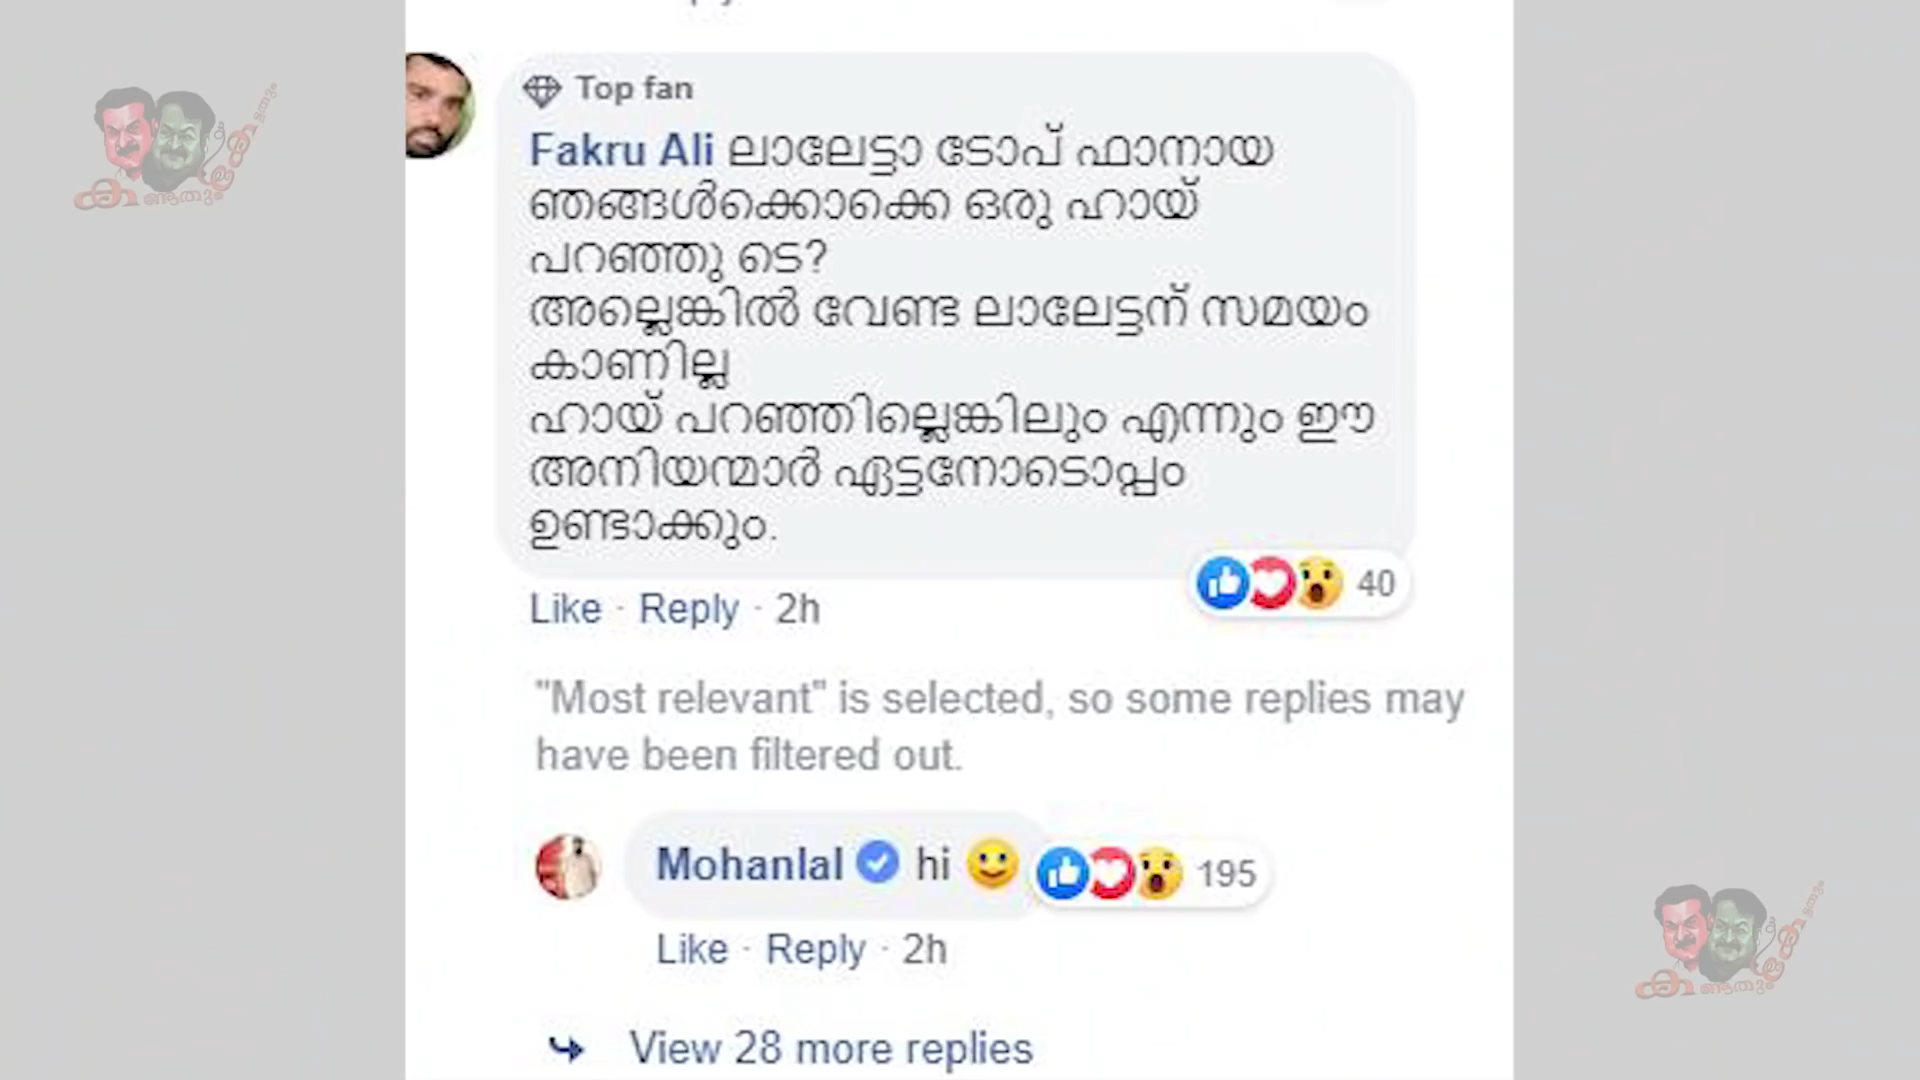 Top fan
Fakru Ali ലാലേട്ടാ ടോപ് ഫാനായ
ഞങ്ങൾക്കൊക്കെ ഒരു ഹായ്
പറഞ്ഞു ടെ?
അല്ലെങ്കിൽ വേണ്ട ലാലേട്ടന് സമയം
കാണില്ല
ഹായ് പറഞ്ഞില്ലെങ്കിലും എന്നും ഈ
അനിയന്മാർ ഏട്ടനോടൊപ്പം
ഉണ്ടാക്കും.
40
Like · Reply · 2h
"Most relevant" is selected, so some replies may
have been filtered out.
Mohanlal hi 🙂 195
Like · Reply · 2h
View 28 more replies